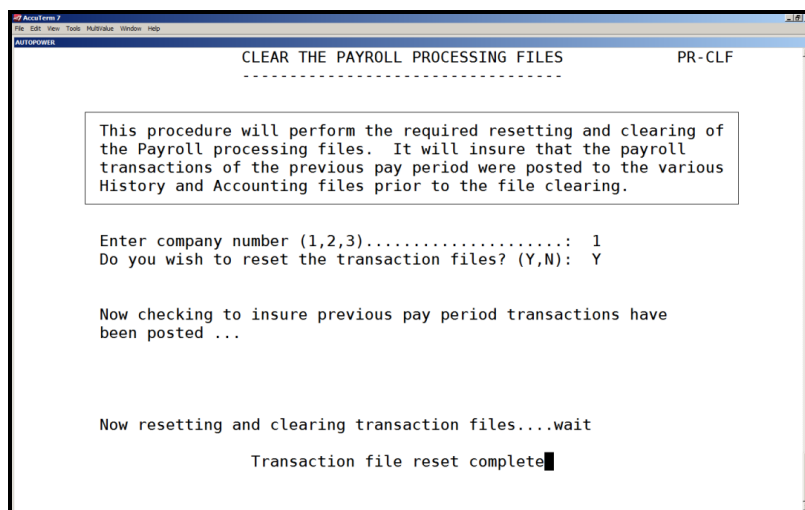 AccuTerm 7
File Edit View Tools MultiValue Window Help
AUTOPOWER
CLEAR THE PAYROLL PROCESSING FILES PR-CLF
----------------------------------
This procedure will perform the required resetting and clearing of
the Payroll processing files. It will insure that the payroll
transactions of the previous pay period were posted to the various
History and Accounting files prior to the file clearing.
Enter company number (1,2,3).....................: 1
Do you wish to reset the transaction files? (Y,N): Y
Now checking to insure previous pay period transactions have
been posted ...
Now resetting and clearing transaction files....wait
Transaction file reset complete